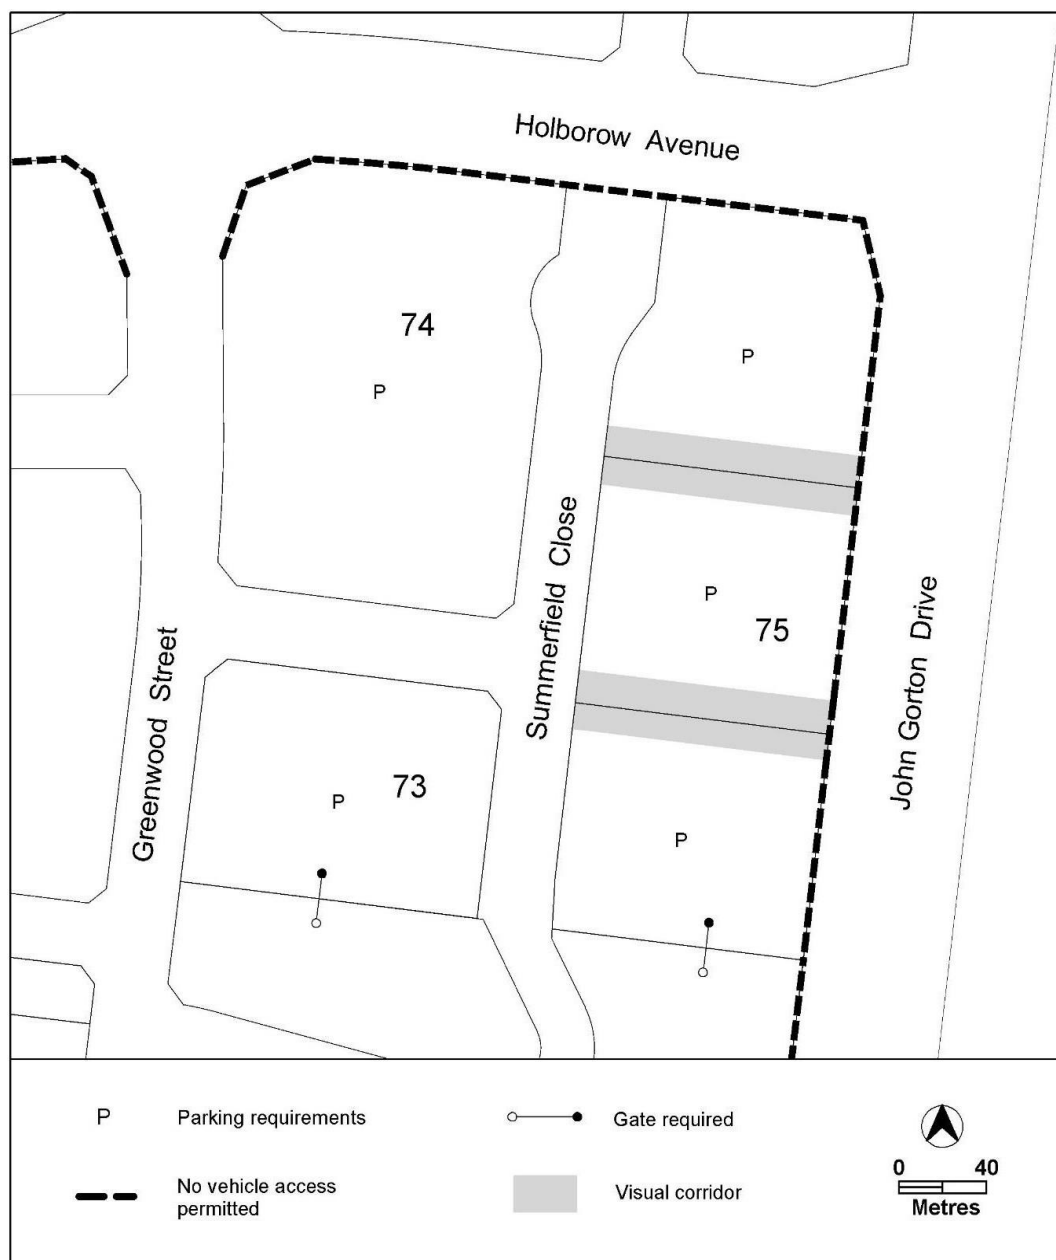 Holborow Avenue
74
P
P
Summerfield Close
P
75
John Gorton Drive
Greenwood Street
73
P
P
P Parking requirements
Gate required
No vehicle access
permitted
Visual corridor
0 40
Metres